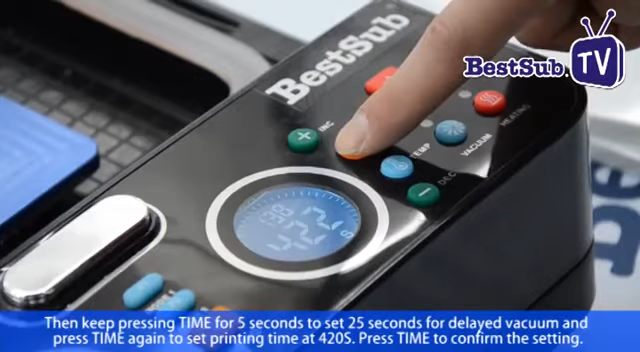 BestSub TV
BestSub
INC
TEMP
VACUUM
HEATING
DEC
138
422 S
Then keep pressing TIME for 5 seconds to set 25 seconds for delayed vacuum and
press TIME again to set printing time at 420S. Press TIME to confirm the setting.